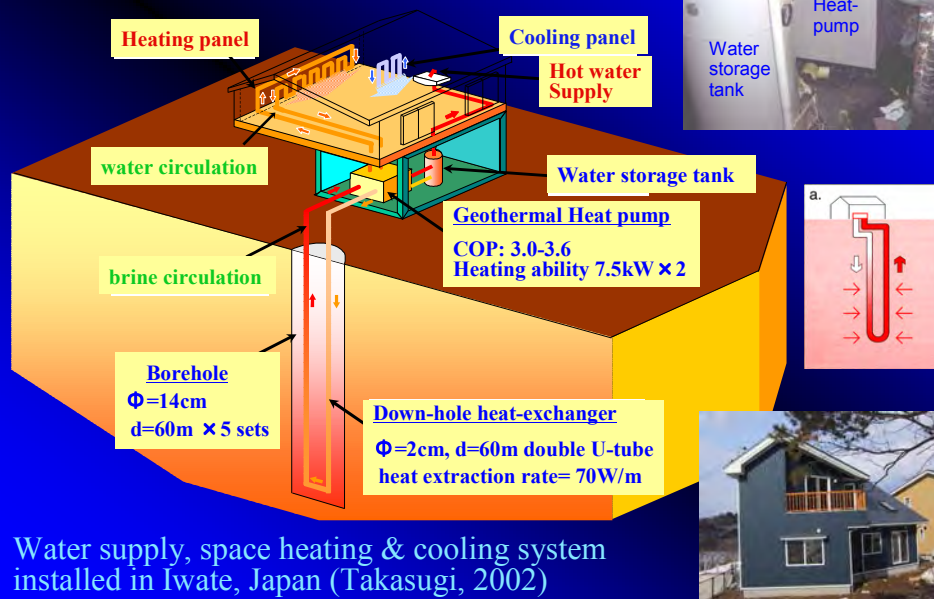 Heating panel
Cooling panel
Hot water
Supply
Heat-
pump
Water
storage
tank
water circulation
Water storage tank
a.
Geothermal Heat pump
COP: 3.0-3.6
Heating ability 7.5kW × 2
brine circulation
Borehole
Φ=14cm
d=60m × 5 sets
Down-hole heat-exchanger
Φ=2cm, d=60m double U-tube
heat extraction rate= 70W/m
Water supply, space heating & cooling system
installed in Iwate, Japan (Takasugi, 2002)